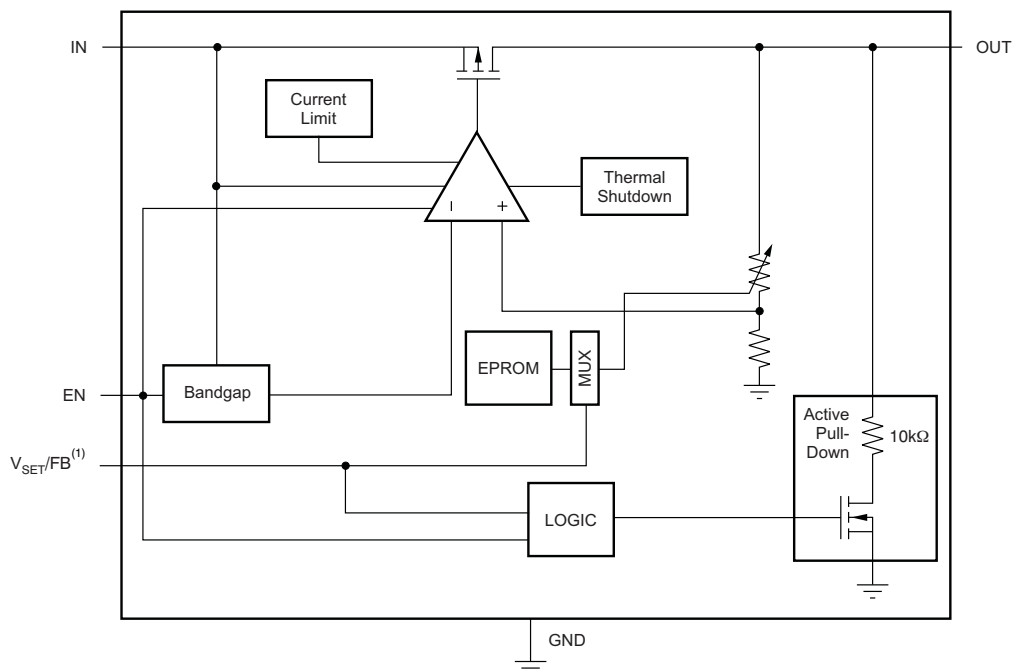 IN
OUT
Current
Limit
Thermal
Shutdown
− +
EPROM
MUX
EN
Bandgap
Active
Pull-
Down
10kΩ
VSET/FB(1)
LOGIC
GND